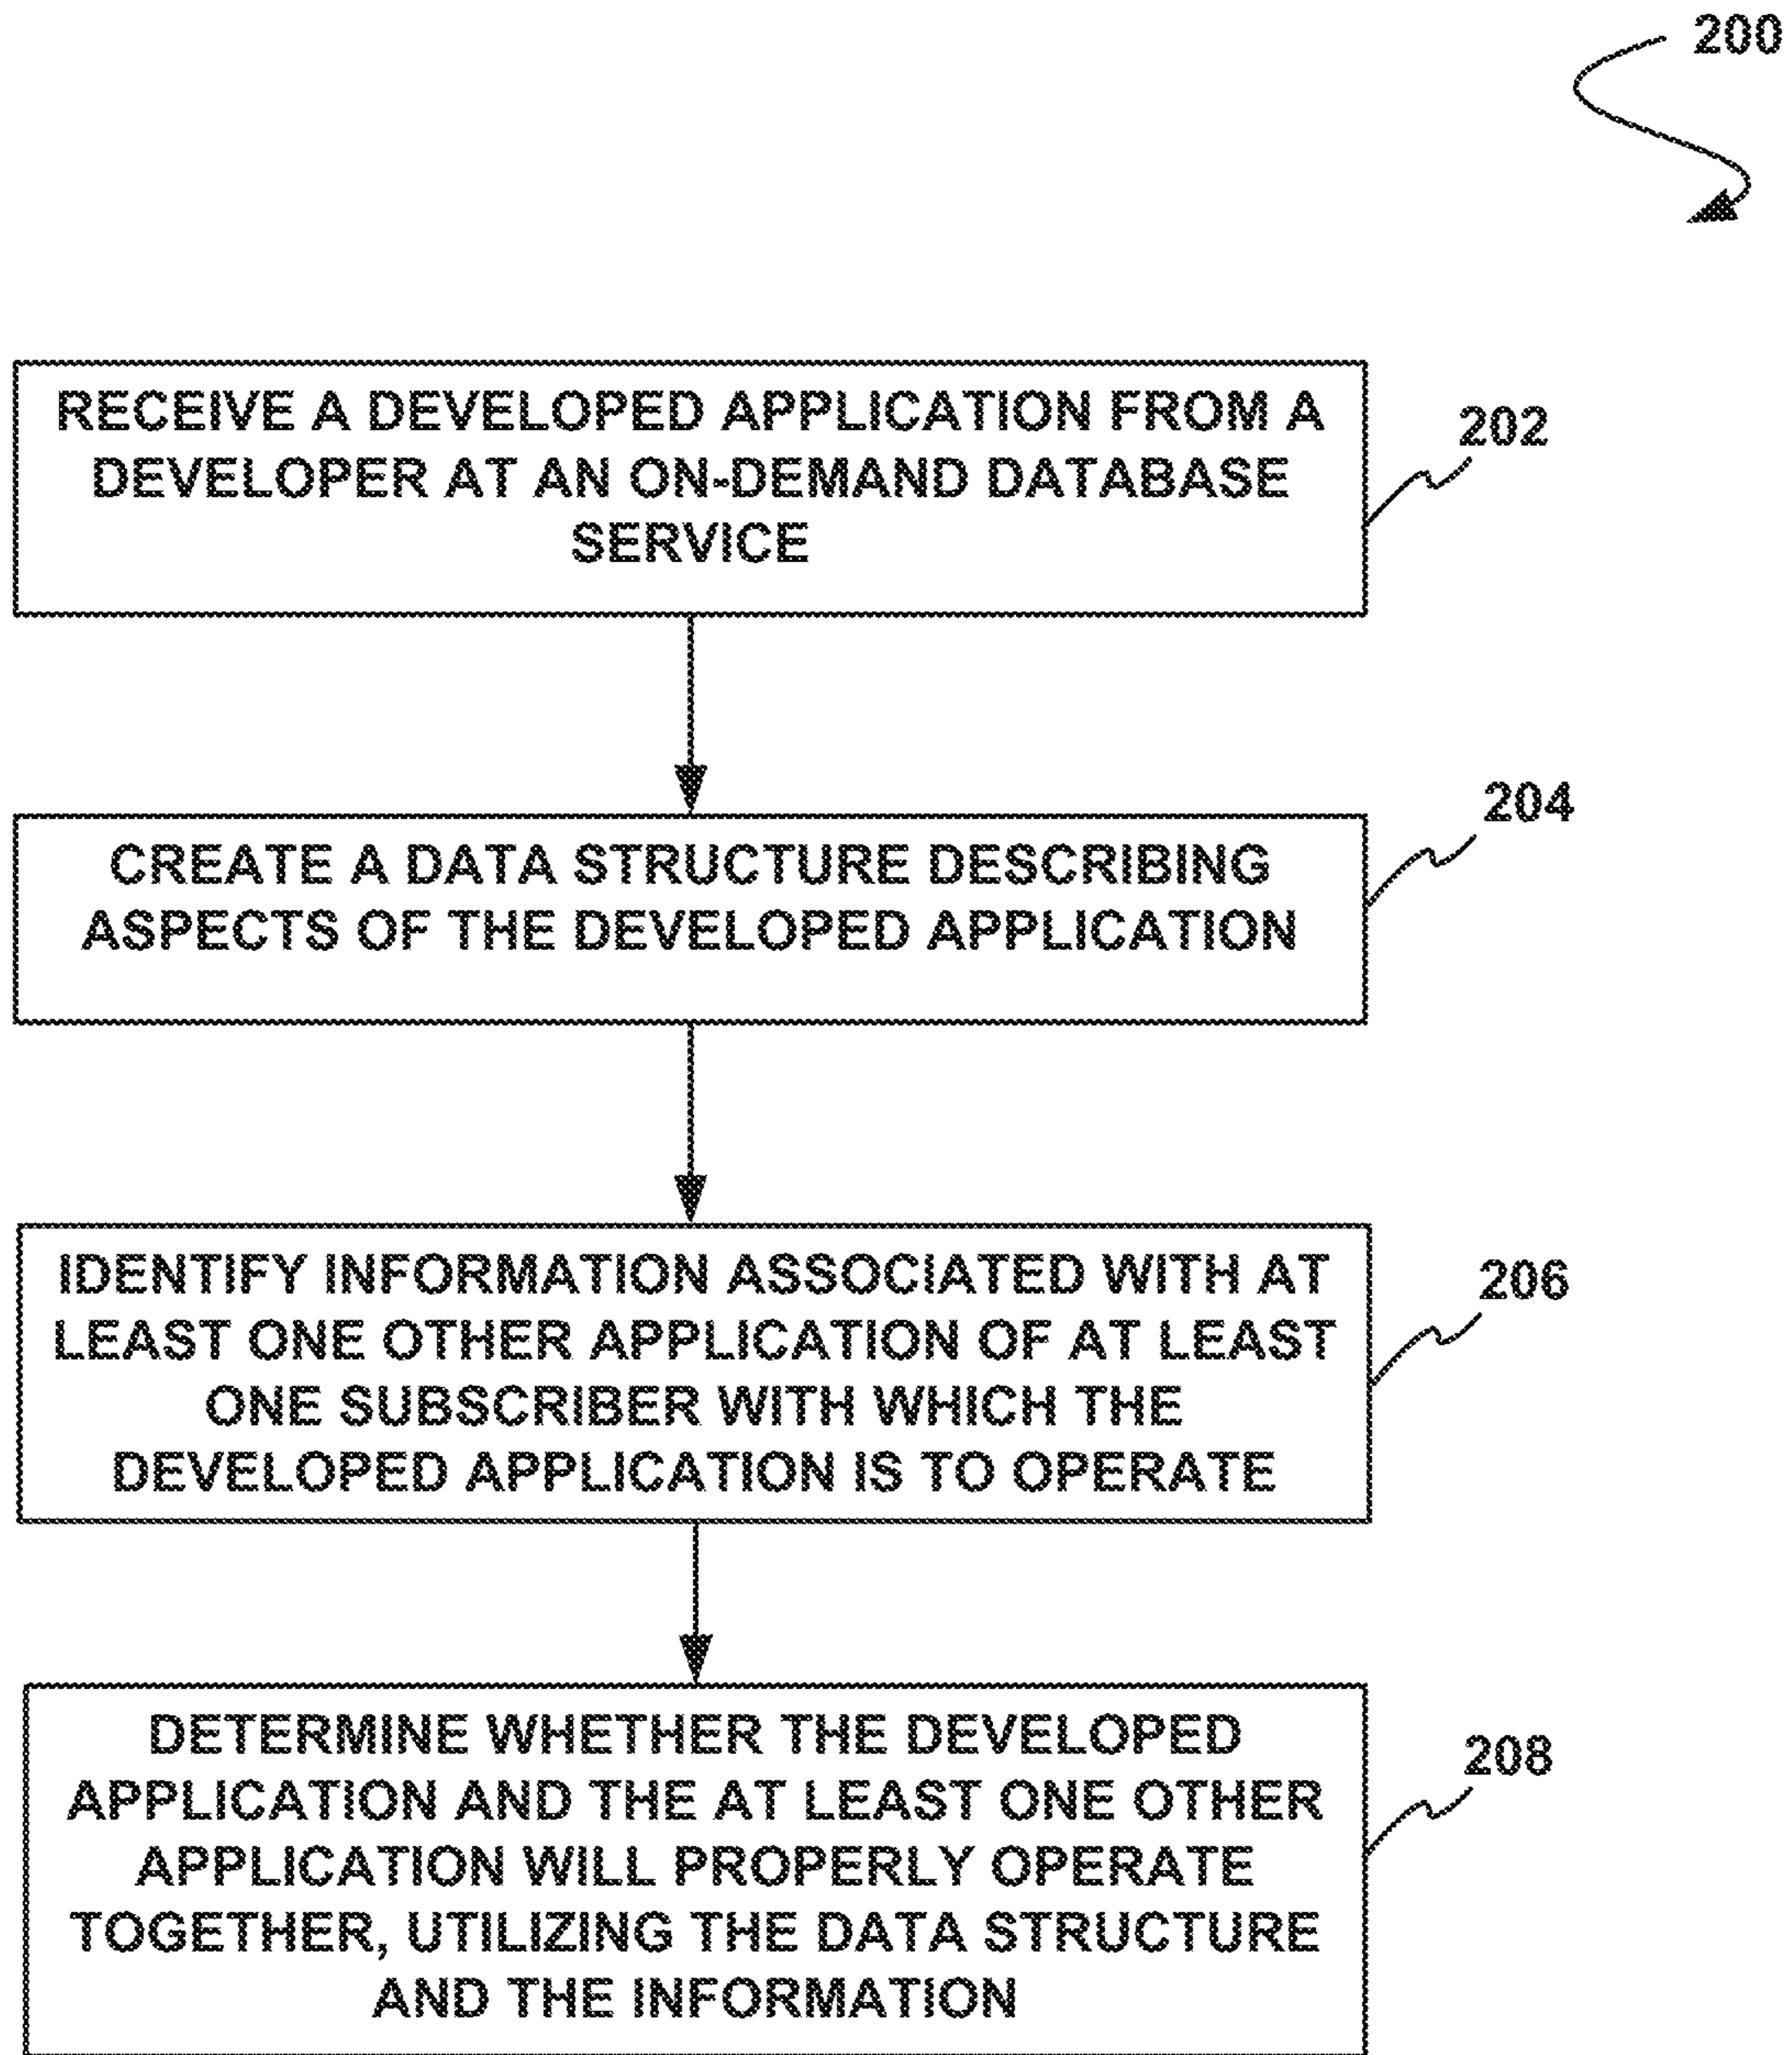 200
RECEIVE A DEVELOPED APPLICATION FROM A
DEVELOPER AT AN ON-DEMAND DATABASE
SERVICE
202
CREATE A DATA STRUCTURE DESCRIBING
ASPECTS OF THE DEVELOPED APPLICATION
204
IDENTIFY INFORMATION ASSOCIATED WITH AT
LEAST ONE OTHER APPLICATION OF AT LEAST
ONE SUBSCRIBER WITH WHICH THE
DEVELOPED APPLICATION IS TO OPERATE
206
DETERMINE WHETHER THE DEVELOPED
APPLICATION AND THE AT LEAST ONE OTHER
APPLICATION WILL PROPERLY OPERATE
TOGETHER, UTILIZING THE DATA STRUCTURE
AND THE INFORMATION
208